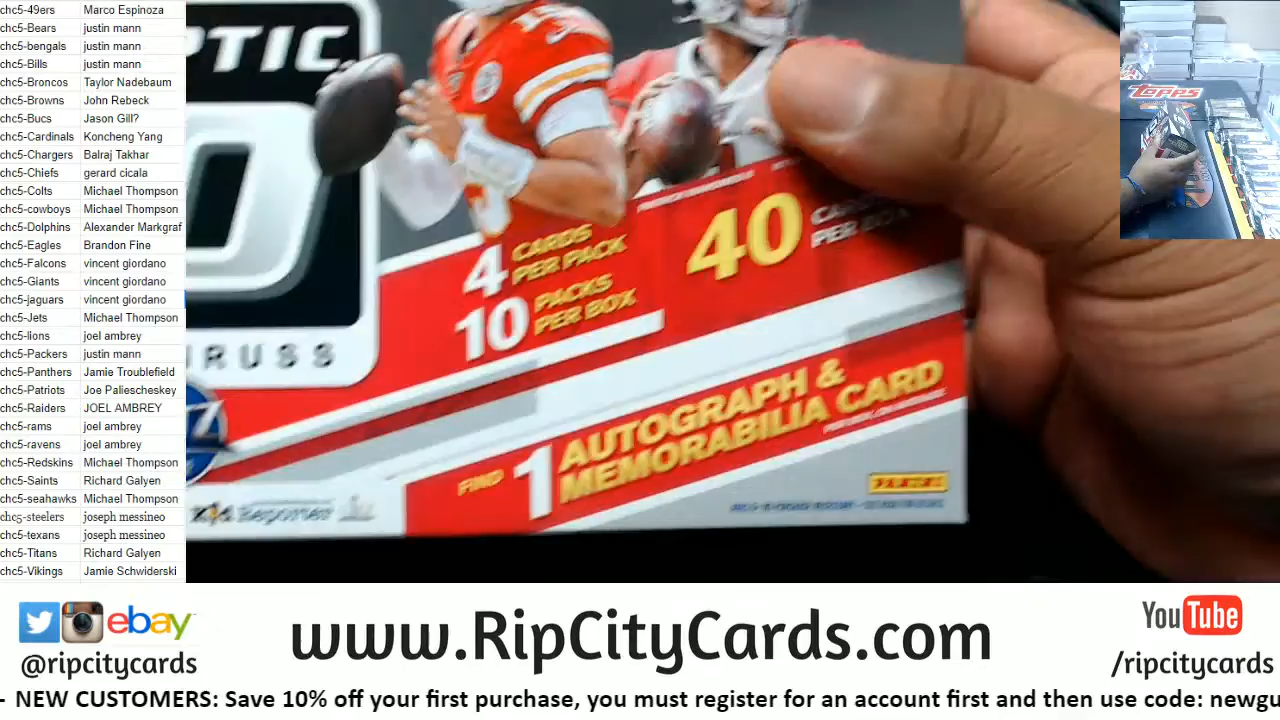 chc5-49ers Marco Espinoza
chc5-Bears justin mann
chc5-bengals justin mann
chc5-Bills justin mann
chc5-Broncos Taylor Nadebaum
chc5-Browns John Rebeck
chc5-Bucs Jason Gill?
chc5-Cardinals Koncheng Yang
chc5-Chargers Balraj Takhar
chc5-Chiefs gerard cicala
chc5-Colts Michael Thompson
chc5-cowboys Michael Thompson
chc5-Dolphins Alexander Markgraf
chc5-Eagles Brandon Fine
chc5-Falcons vincent giordano
chc5-Giants vincent giordano
chc5-jaguars vincent giordano
chc5-Jets Michael Thompson
chc5-lions joel ambrey
chc5-Packers justin mann
chc5-Panthers Jamie Troublefield
chc5-Patriots Joe Paliescheskey
chc5-Raiders JOEL AMBREY
chc5-rams joel ambrey
chc5-ravens joel ambrey
chc5-Redskins Michael Thompson
chc5-Saints Richard Galyen
chc5-seahawks Michael Thompson
chc5-steelers joseph messineo
chc5-texans joseph messineo
chc5-Titans Richard Galyen
chc5-Vikings Jamie Schwiderski
PTIC
RUSS
4 CARDS PER PACK
10 PACKS PER BOX
40
PER BOX
FIND 1 AUTOGRAPH & MEMORABILIA CARD
PANINI
Kid Reporter
TOPPS
ebay
@ripcitycards
www.RipCityCards.com
YouTube
/ripcitycards
- NEW CUSTOMERS: Save 10% off your first purchase, you must register for an account first and then use code: newgu